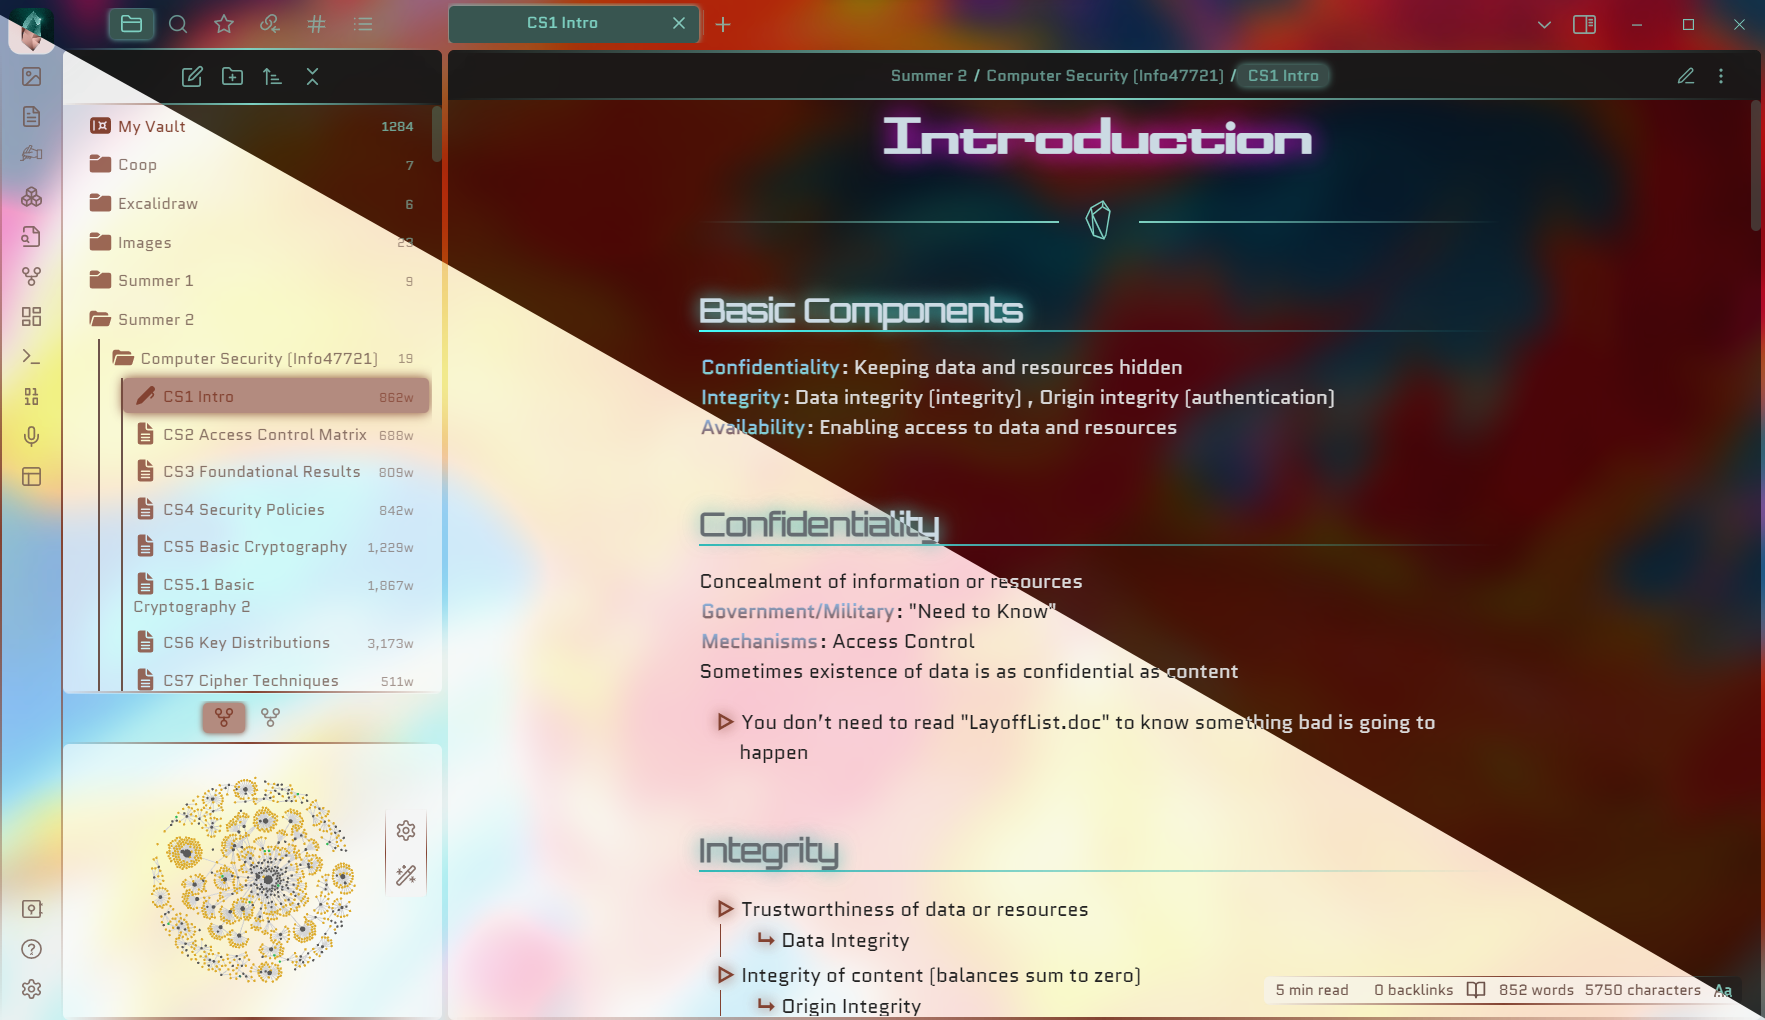 CS1 Intro
Summer 2 / Computer Security (Info47721) / CS1 Intro
My Vault 1284
Coop 7
Excalidraw 6
Images 23
Summer 1 9
Summer 2
Computer Security (Info47721) 19
CS1 Intro 862w
CS2 Access Control Matrix 688w
CS3 Foundational Results 809w
CS4 Security Policies 842w
CS5 Basic Cryptography 1,229w
CS5.1 Basic 1,867w
Cryptography 2
CS6 Key Distributions 3,173w
CS7 Cipher Techniques 511w
Introduction
Basic Components
Confidentiality: Keeping data and resources hidden
Integrity: Data integrity (integrity) , Origin integrity (authentication)
Availability: Enabling access to data and resources
Confidentiality
Concealment of information or resources
Government/Military: "Need to Know"
Mechanisms: Access Control
Sometimes existence of data is as confidential as content
You don't need to read "LayoffList.doc" to know something bad is going to
happen
Integrity
Trustworthiness of data or resources
Data Integrity
Integrity of content (balances sum to zero)
Origin Integrity
5 min read 0 backlinks 852 words 5750 characters Aa